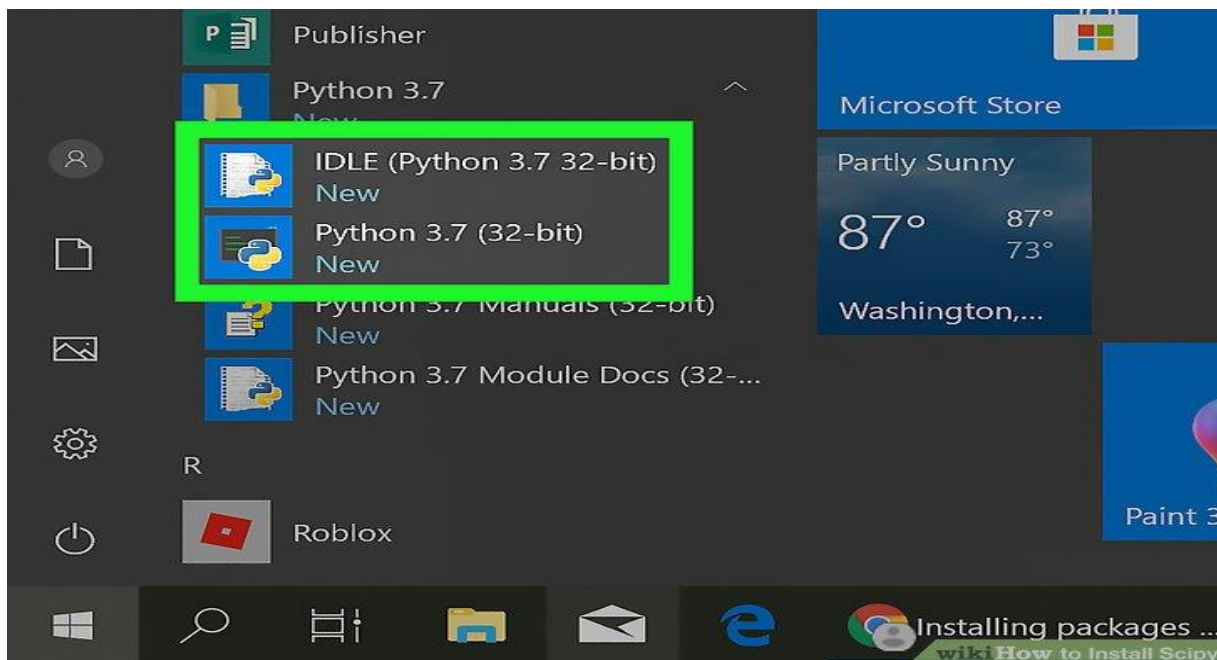 Publisher
Python 3.7
New
IDLE (Python 3.7 32-bit)
New
Python 3.7 (32-bit)
New
Python 3.7 Manuals (32-bit)
New
Python 3.7 Module Docs (32-...
New
R
Roblox
Microsoft Store
Partly Sunny
87° 87°
73°
Washington,...
Paint 3
Installing packages ...
wikiHow to Install Scipy